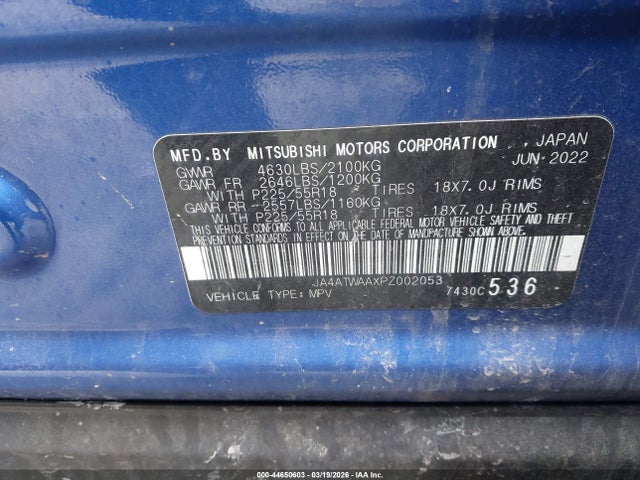 MFD.BY MITSUBISHI MOTORS CORPORATION , JAPAN
GVWR 4630LBS/2100KG JUN-2022
GAWR FR 2646LBS/1200KG
WITH P225/55R18 TIRES 18X7.0J RIMS
GAWR RR 2557LBS/1160KG
WITH P225/55R18 TIRES 18X7.0J RIMS
THIS VEHICLE CONFORMS TO ALL APPLICABLE FEDERAL MOTOR VEHICLE SAFETY AND THEFT
PREVENTION STANDARDS IN EFFECT ON THE DATE OF MANUFACTURE SHOWN ABOVE.
JA4ATWAAXPZ002053
VEHICLE TYPE: MPV 7430C 536
000-44650603 - 03/19/2026 - IAAI, INC.